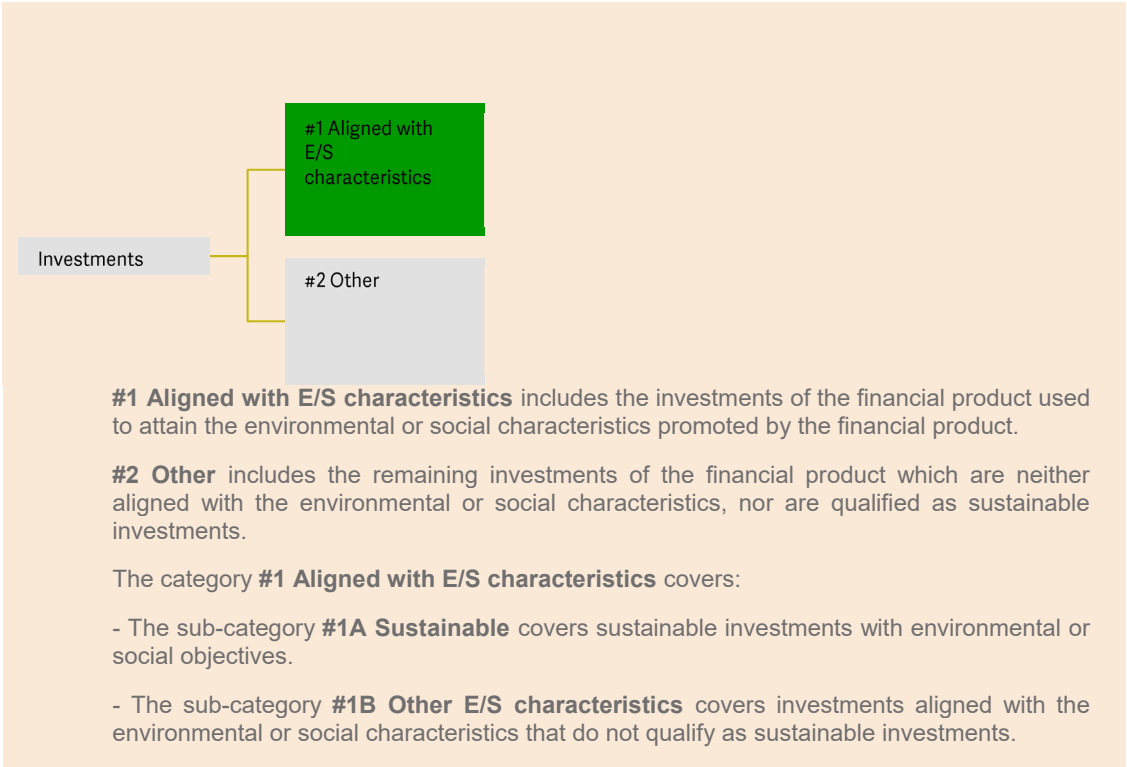 #1 Aligned with
E/S
characteristics
Investments
#2 Other
#1 Aligned with E/S characteristics includes the investments of the financial product used
to attain the environmental or social characteristics promoted by the financial product.
#2 Other includes the remaining investments of the financial product which are neither
aligned with the environmental or social characteristics, nor are qualified as sustainable
investments.
The category #1 Aligned with E/S characteristics covers:
- The sub-category #1A Sustainable covers sustainable investments with environmental or
social objectives.
- The sub-category #1B Other E/S characteristics covers investments aligned with the
environmental or social characteristics that do not qualify as sustainable investments.